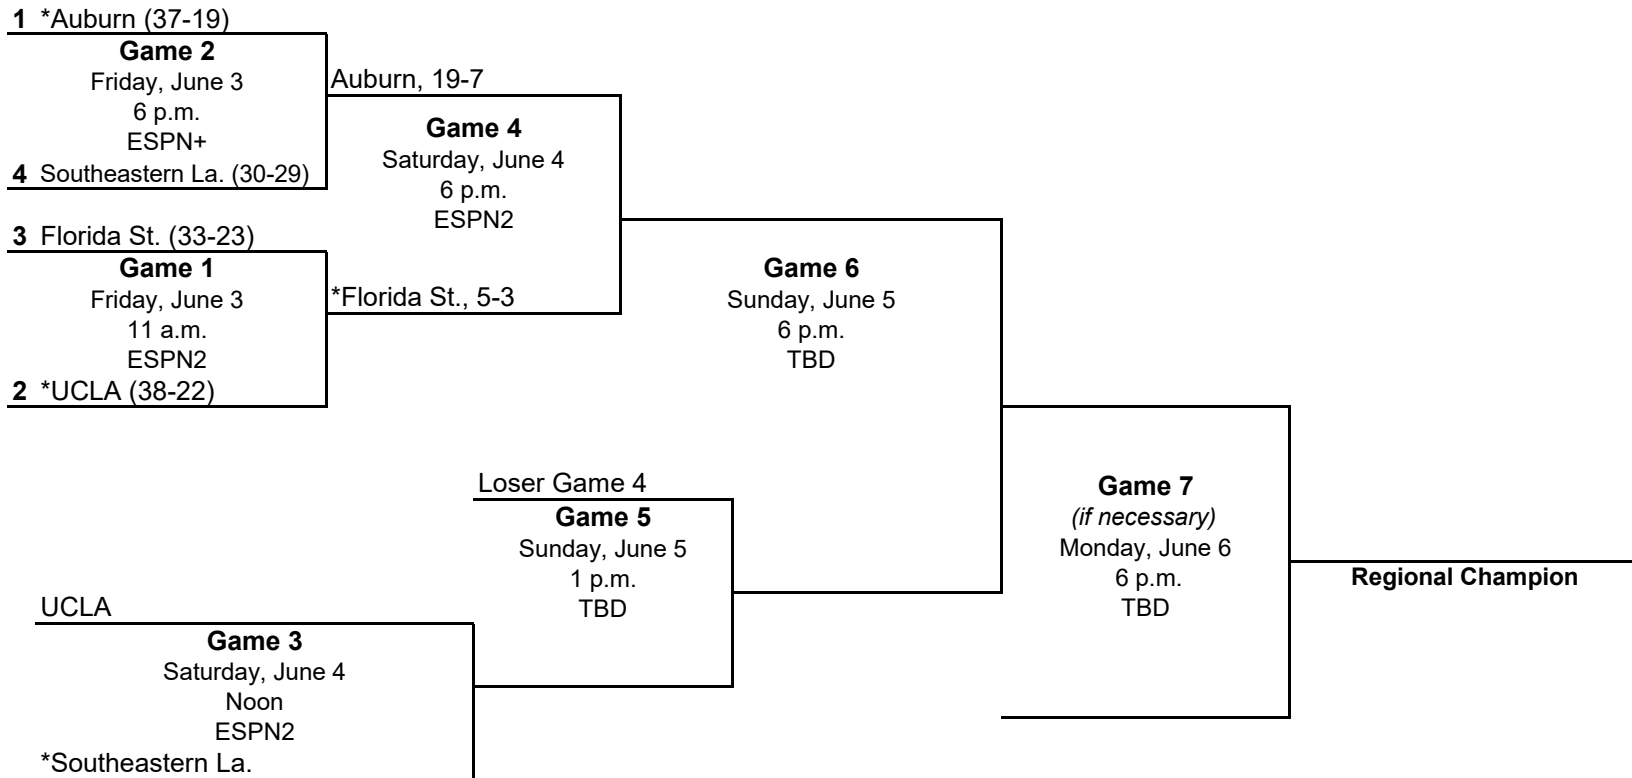 1 *Auburn (37-19)
Game 2
Friday, June 3
6 p.m.
ESPN+
4 Southeastern La. (30-29)
Auburn, 19-7
Game 4
Saturday, June 4
6 p.m.
ESPN2
3 Florida St. (33-23)
Game 1
Friday, June 3
11 a.m.
ESPN2
2 *UCLA (38-22)
*Florida St., 5-3
Game 6
Sunday, June 5
6 p.m.
TBD
Loser Game 4
Game 5
Sunday, June 5
1 p.m.
TBD
UCLA
Game 3
Saturday, June 4
Noon
ESPN2
*Southeastern La.
Game 7
(if necessary)
Monday, June 6
6 p.m.
TBD
Regional Champion